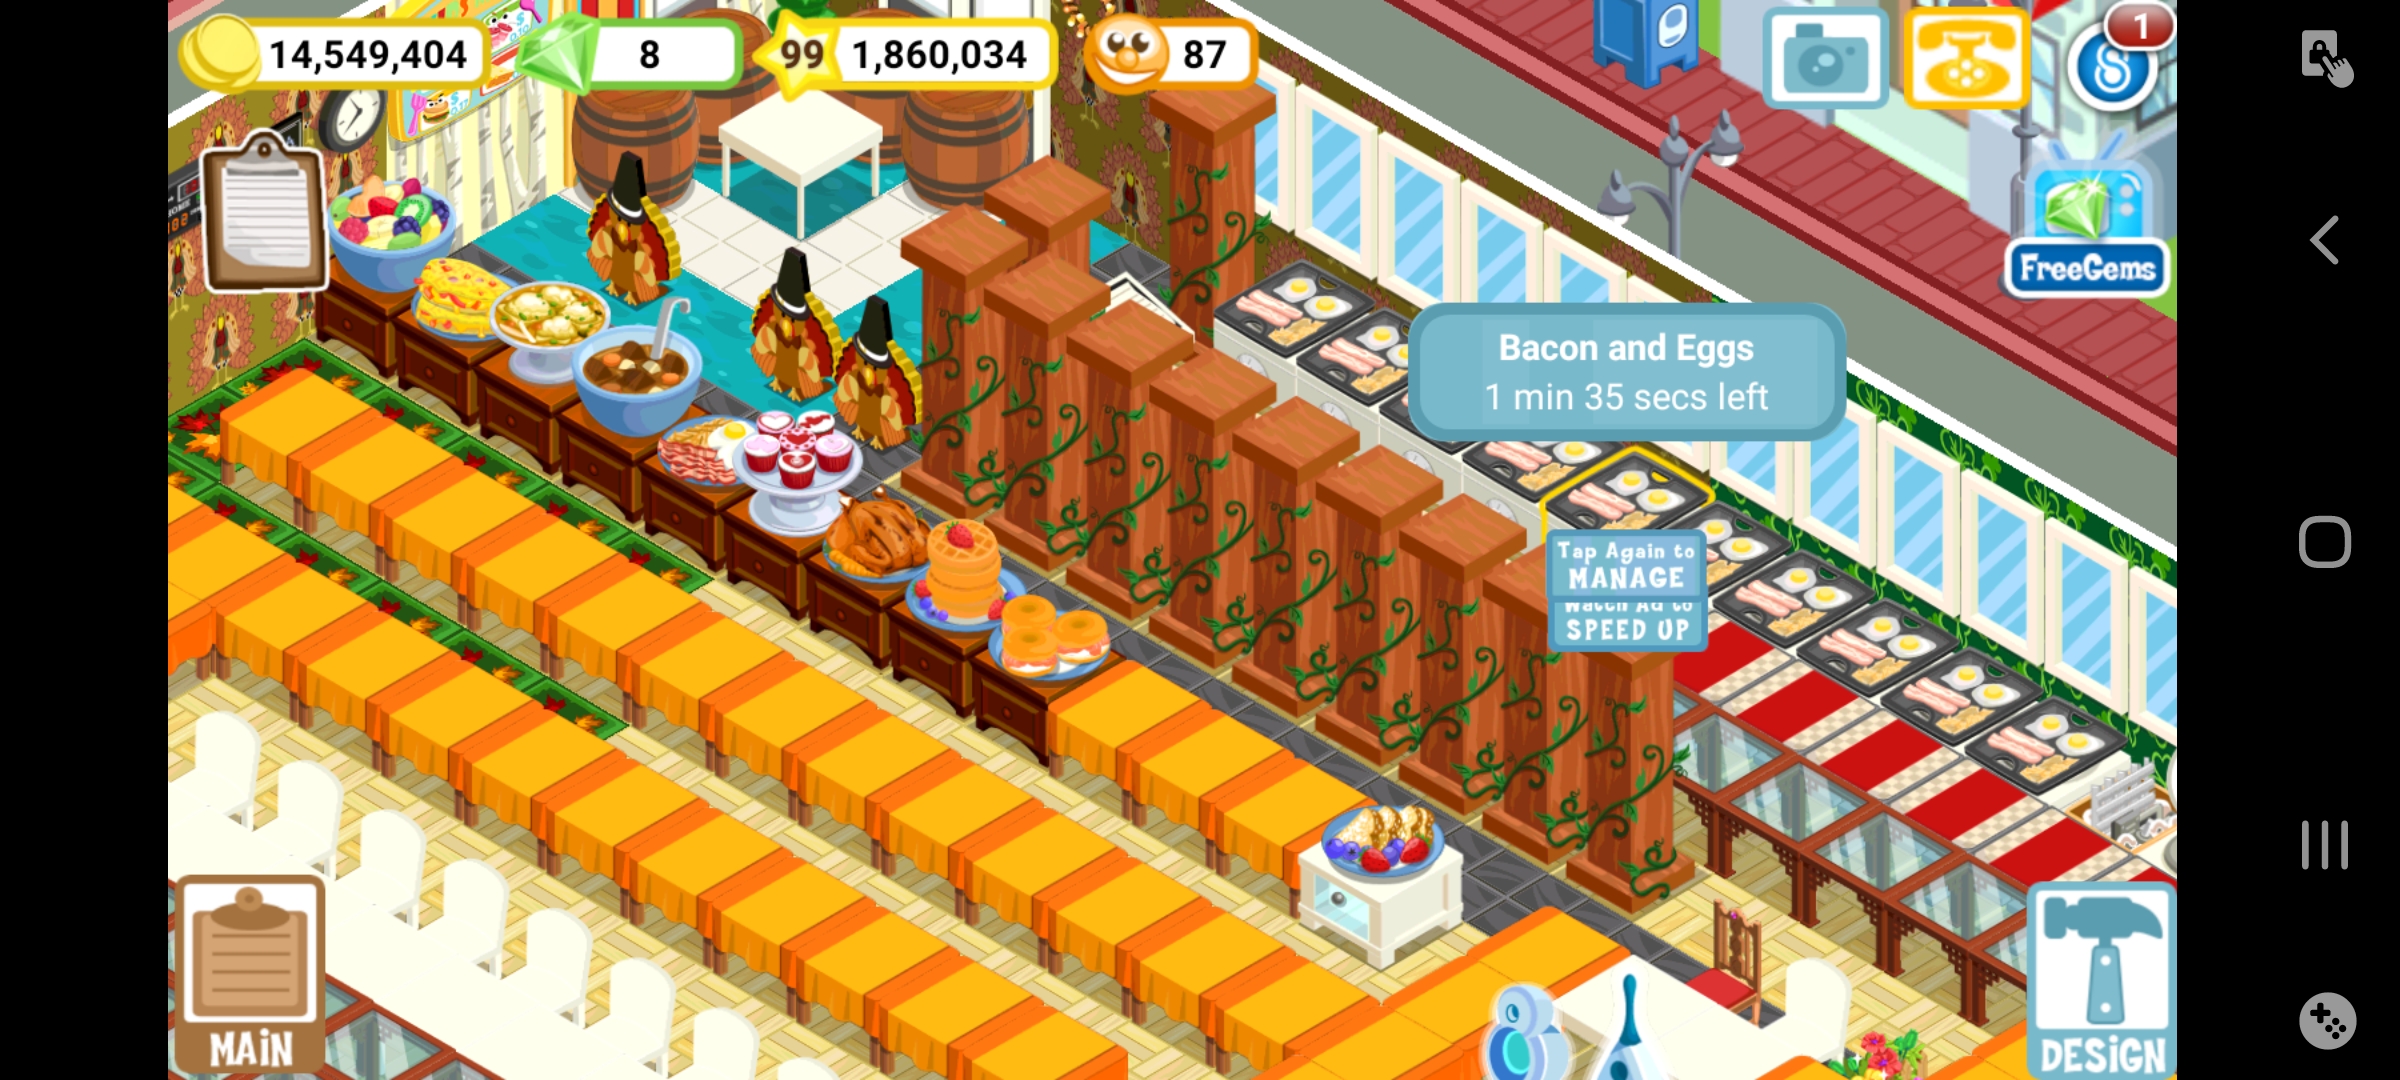 14,549,404
8
99
1,860,034
87
1
FreeGems
Bacon and Eggs
1 min 35 secs left
Tap Again to
MANAGE
Watch Ad to
SPEED UP
MAiN
DESiGN